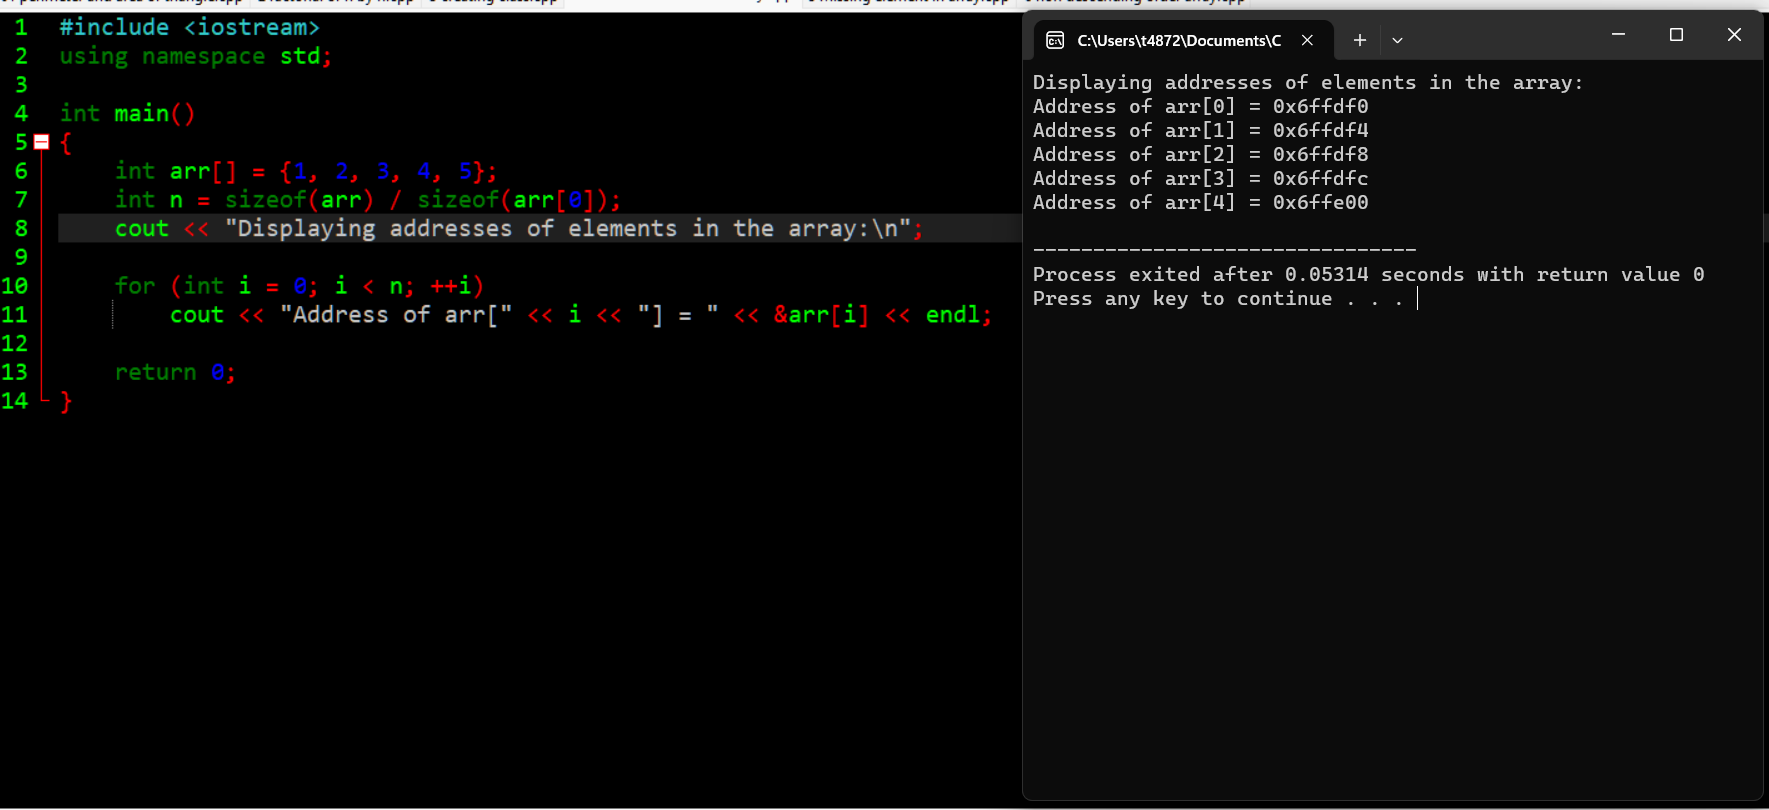 #include <iostream>
using namespace std;
int main()
{
int arr[] = {1, 2, 3, 4, 5};
int n = sizeof(arr) / sizeof(arr[0]);
cout << "Displaying addresses of elements in the array:\n";
for (int i = 0; i < n; ++i)
cout << "Address of arr[" << i << "] = " << &arr[i] << endl;
return 0;
}
1
2
3
4
5
6
7
8
9
10
11
12
13
14
C:\Users\t4872\Documents\C
Displaying addresses of elements in the array:
Address of arr[0] = 0x6ffdf0
Address of arr[1] = 0x6ffdf4
Address of arr[2] = 0x6ffdf8
Address of arr[3] = 0x6ffdfc
Address of arr[4] = 0x6ffe00
--------------------------------
Process exited after 0.05314 seconds with return value 0
Press any key to continue . . .